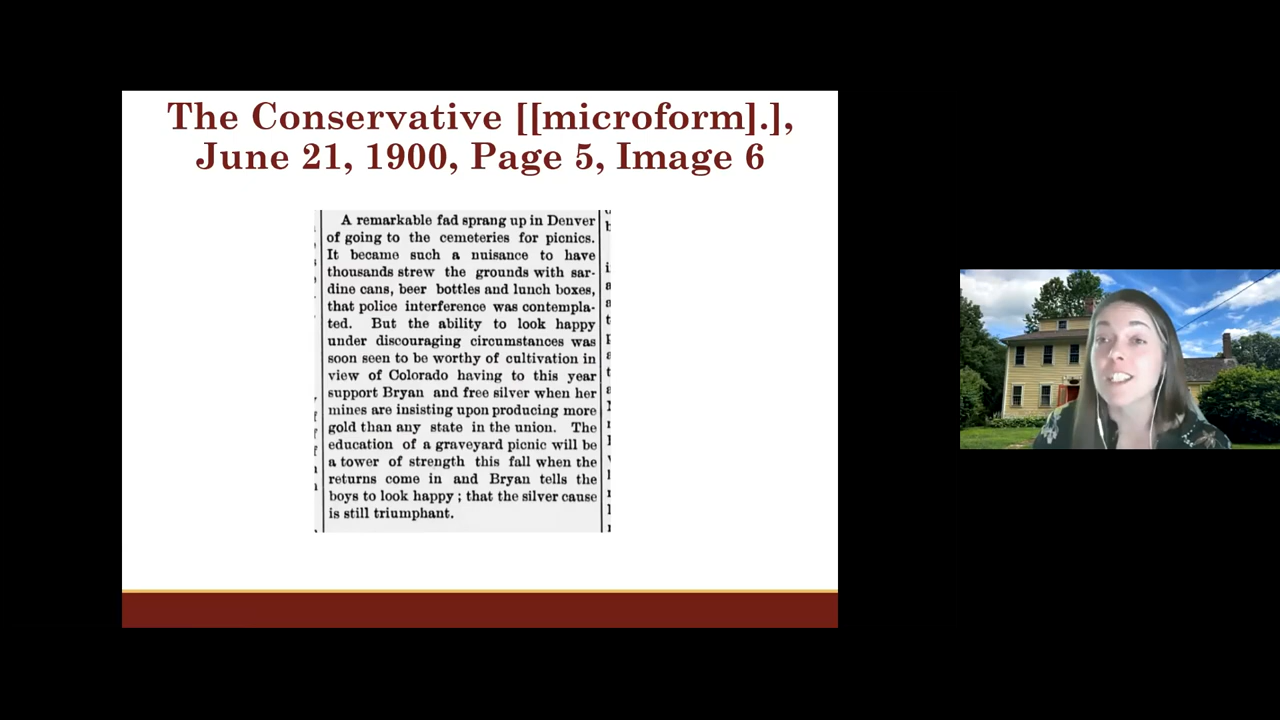 The Conservative [[microform].],
June 21, 1900, Page 5, Image 6
A remarkable fad sprang up in Denver
of going to the cemeteries for picnics.
It became such a nuisance to have
thousands strew the grounds with sar-
dine cans, beer bottles and lunch boxes,
that police interference was contempla-
ted. But the ability to look happy
under discouraging circumstances was
soon seen to be worthy of cultivation in
view of Colorado having to this year
support Bryan and free silver when her
mines are insisting upon producing more
gold than any state in the union. The
education of a graveyard picnic will be
a tower of strength this fall when the
returns come in and Bryan tells the
boys to look happy ; that the silver cause
is still triumphant.